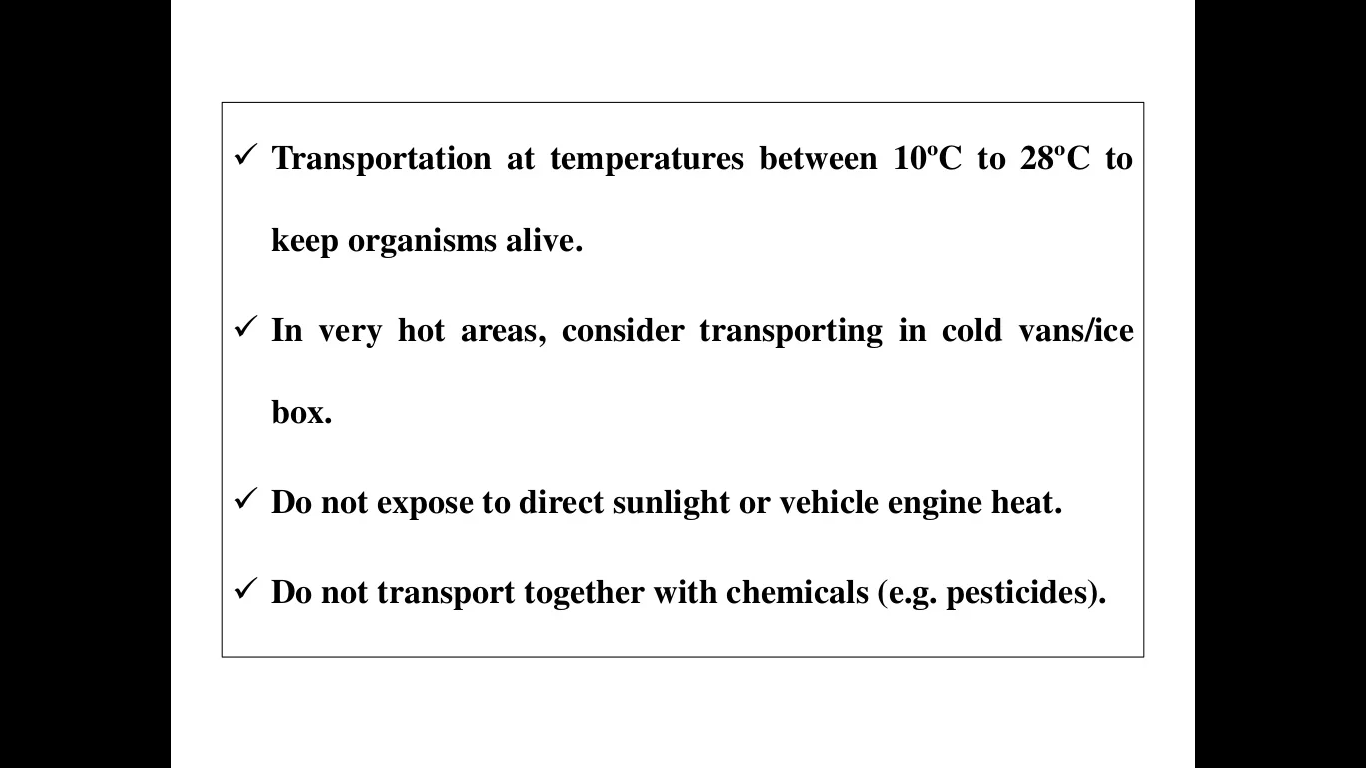 ✓ Transportation at temperatures between 10ºC to 28ºC to
keep organisms alive.
✓ In very hot areas, consider transporting in cold vans/ice
box.
✓ Do not expose to direct sunlight or vehicle engine heat.
✓ Do not transport together with chemicals (e.g. pesticides).